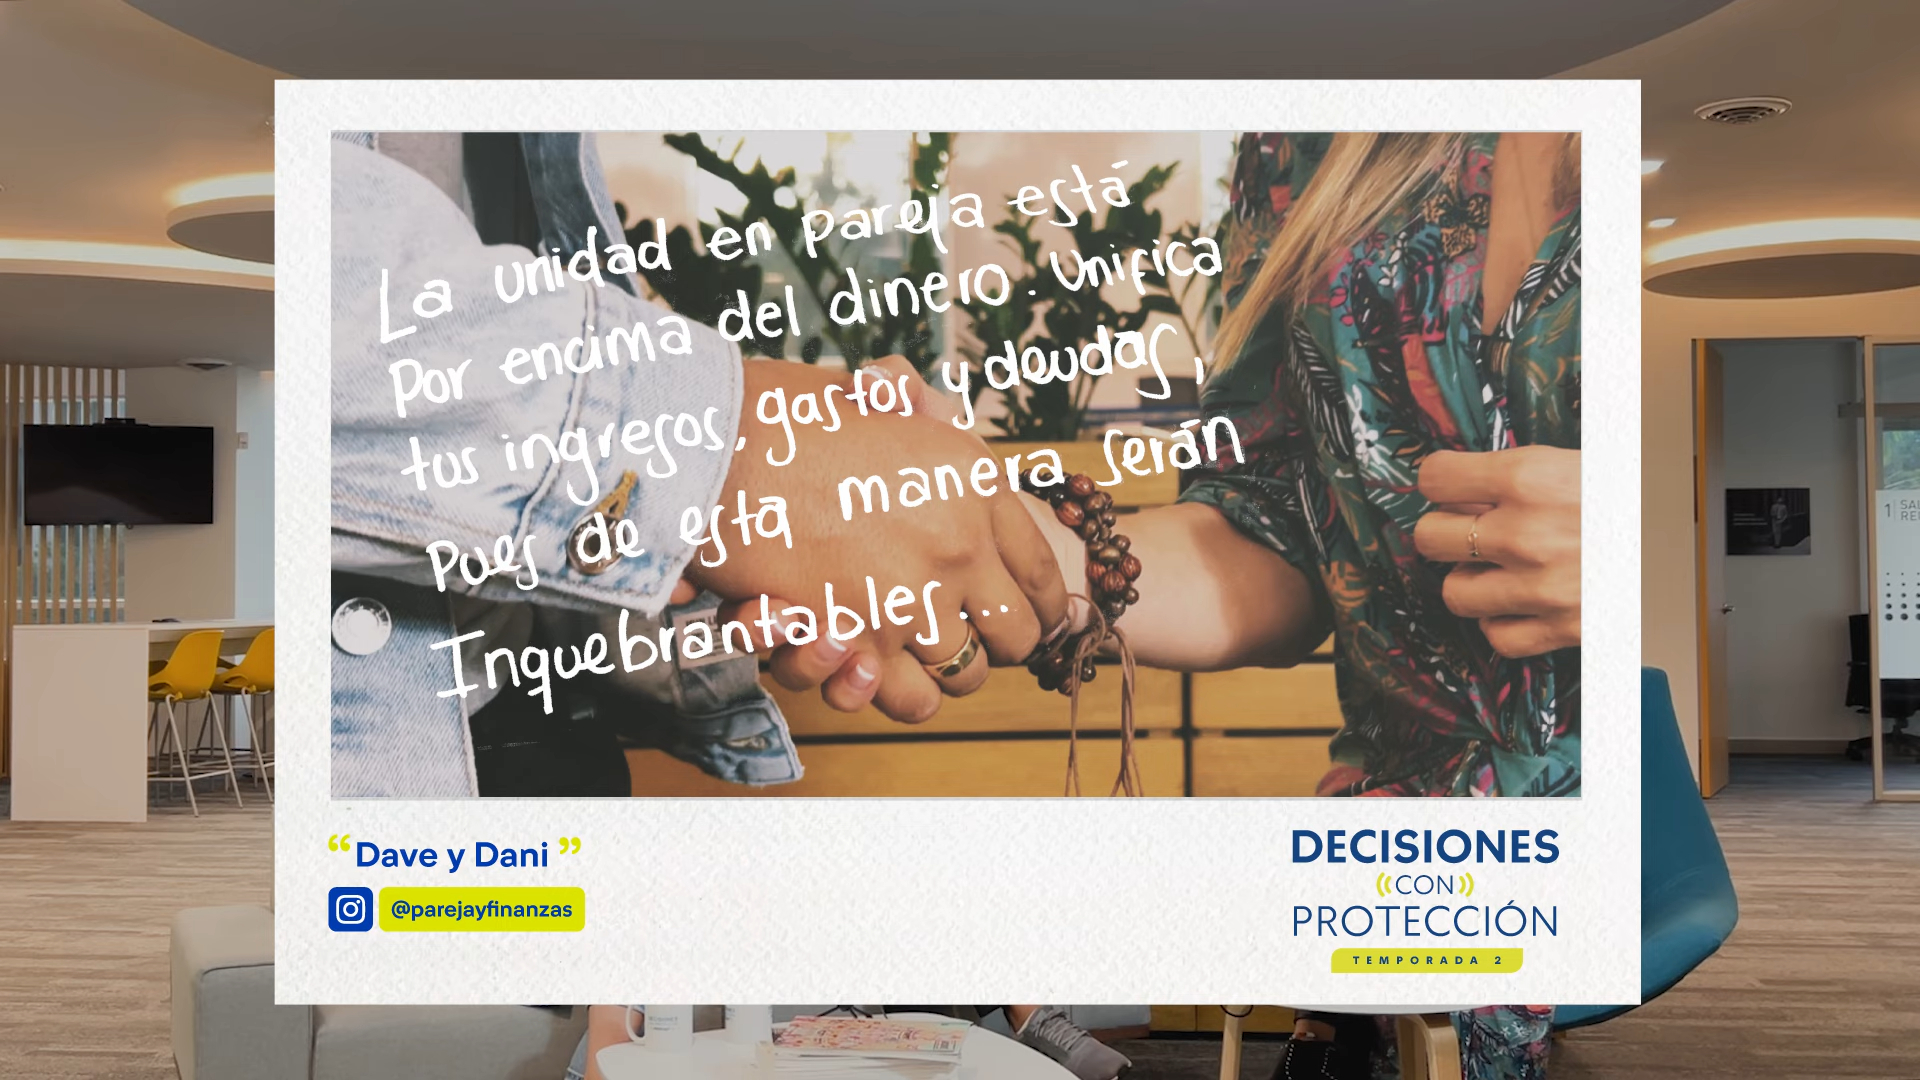 La unidad en pareja está
Por encima del dinero. Unifica
tus ingresos, gastos y deudas,
Pues de esta manera serán
Inquebrantables...
“Dave y Dani”
@parejayfinanzas
DECISIONES
((CON))
PROTECCIÓN
TEMPORADA 2
1